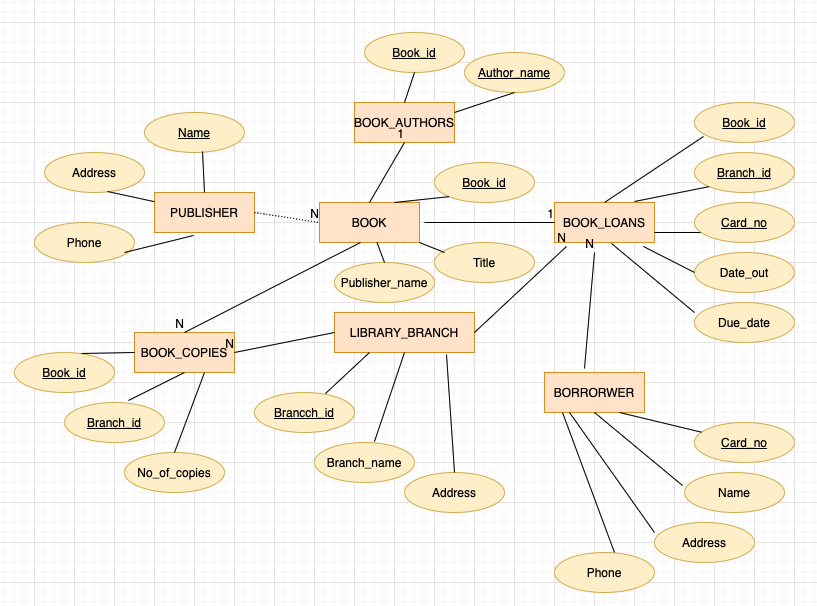 Book_id
Author_name
BOOK_AUTHORS
1
Name
Book_id
Address
Branch_id
Book_id
PUBLISHER
N
BOOK
1
BOOK_LOANS
Card_no
Phone
N
N
Title
Date_out
Publisher_name
Due_date
N
LIBRARY_BRANCH
BOOK_COPIES
N
Book_id
BORRORWER
Branch_id
Brancch_id
Card_no
Branch_name
No_of_copies
Address
Name
Address
Phone